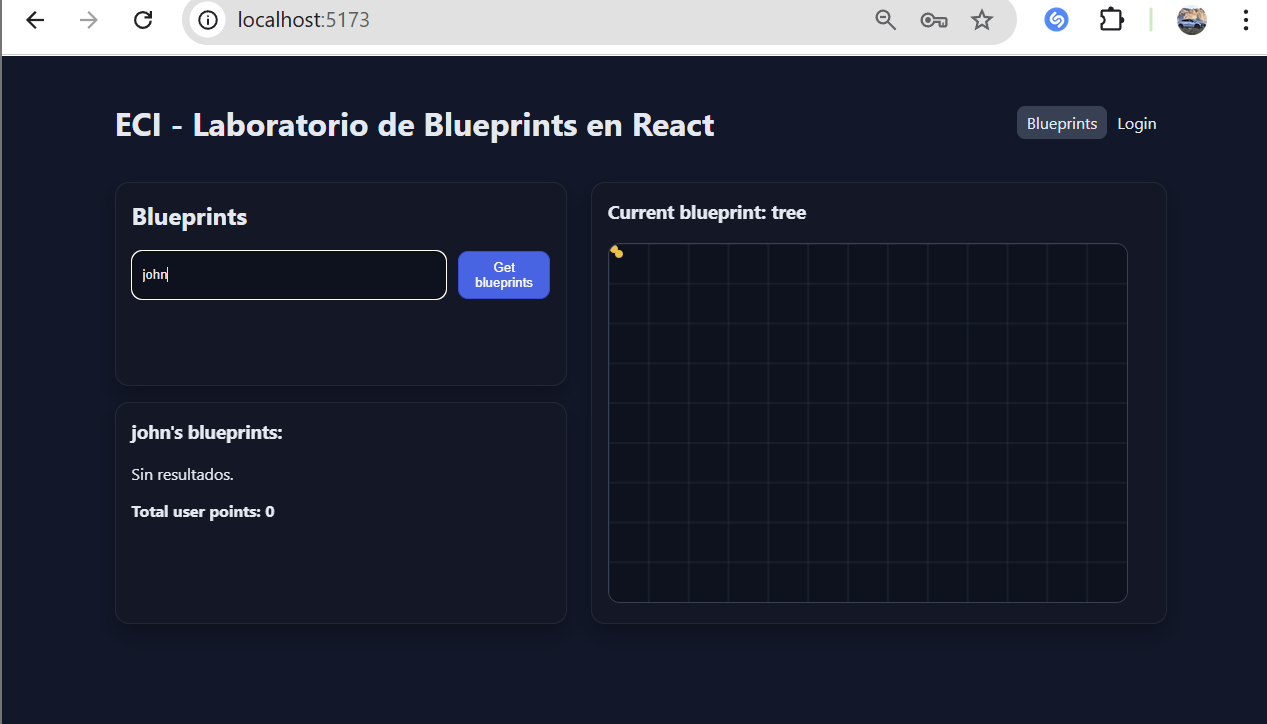 localhost:5173
ECI - Laboratorio de Blueprints en React
Blueprints
Login
Blueprints
john
Get
blueprints
john's blueprints:
Sin resultados.
Total user points: 0
Current blueprint: tree